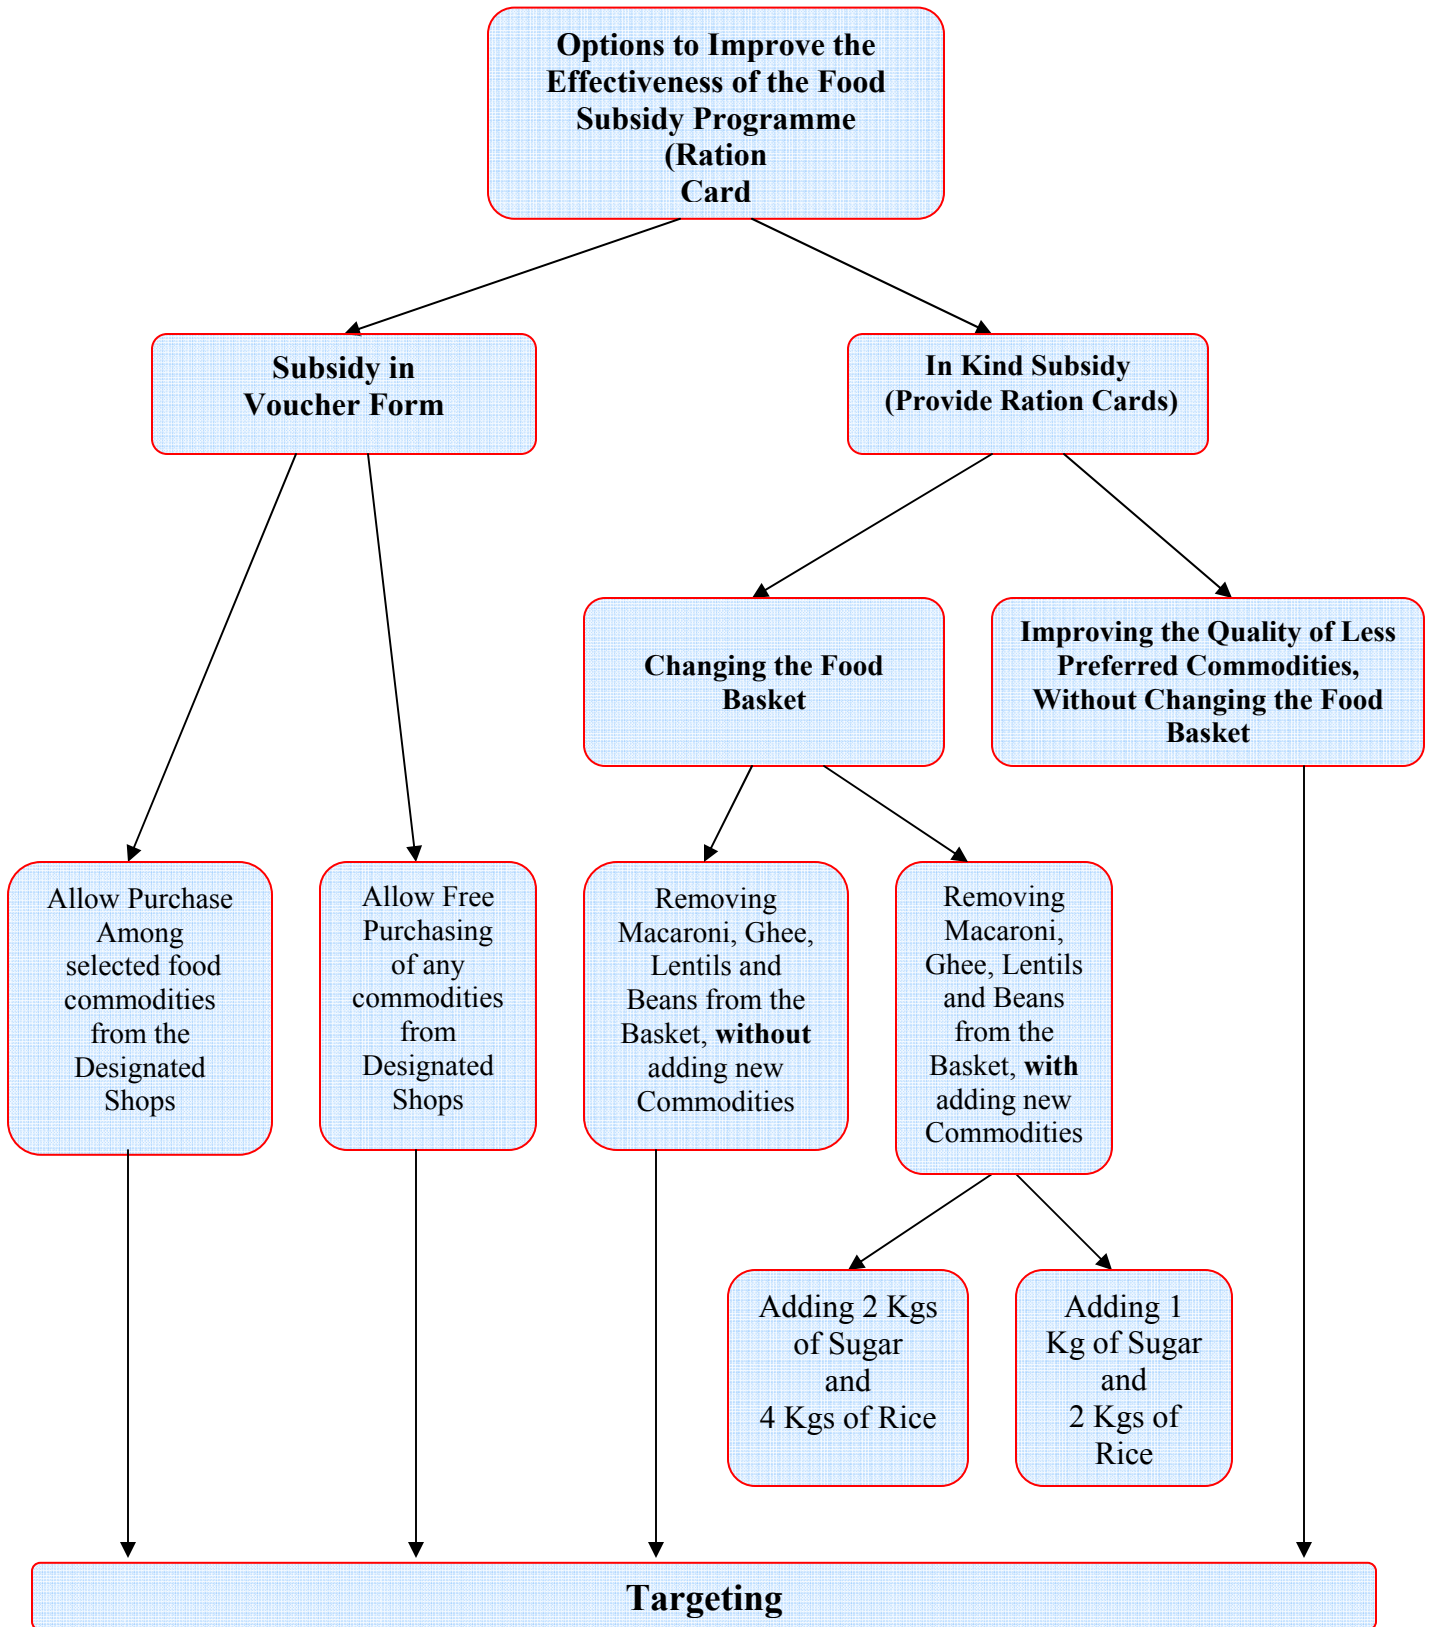 Options to Improve the
Effectiveness of the Food
Subsidy Programme
(Ration
Card
Subsidy in
Voucher Form
In Kind Subsidy
(Provide Ration Cards)
Changing the Food
Basket
Improving the Quality of Less
Preferred Commodities,
Without Changing the Food
Basket
Allow Purchase
Among
selected food
commodities
from the
Designated
Shops
Allow Free
Purchasing
of any
commodities
from
Designated
Shops
Removing
Macaroni, Ghee,
Lentils and
Beans from the
Basket, without
adding new
Commodities
Removing
Macaroni,
Ghee, Lentils
and Beans
from the
Basket, with
adding new
Commodities
Adding 2 Kgs
of Sugar
and
4 Kgs of Rice
Adding 1
Kg of Sugar
and
2 Kgs of
Rice
Targeting